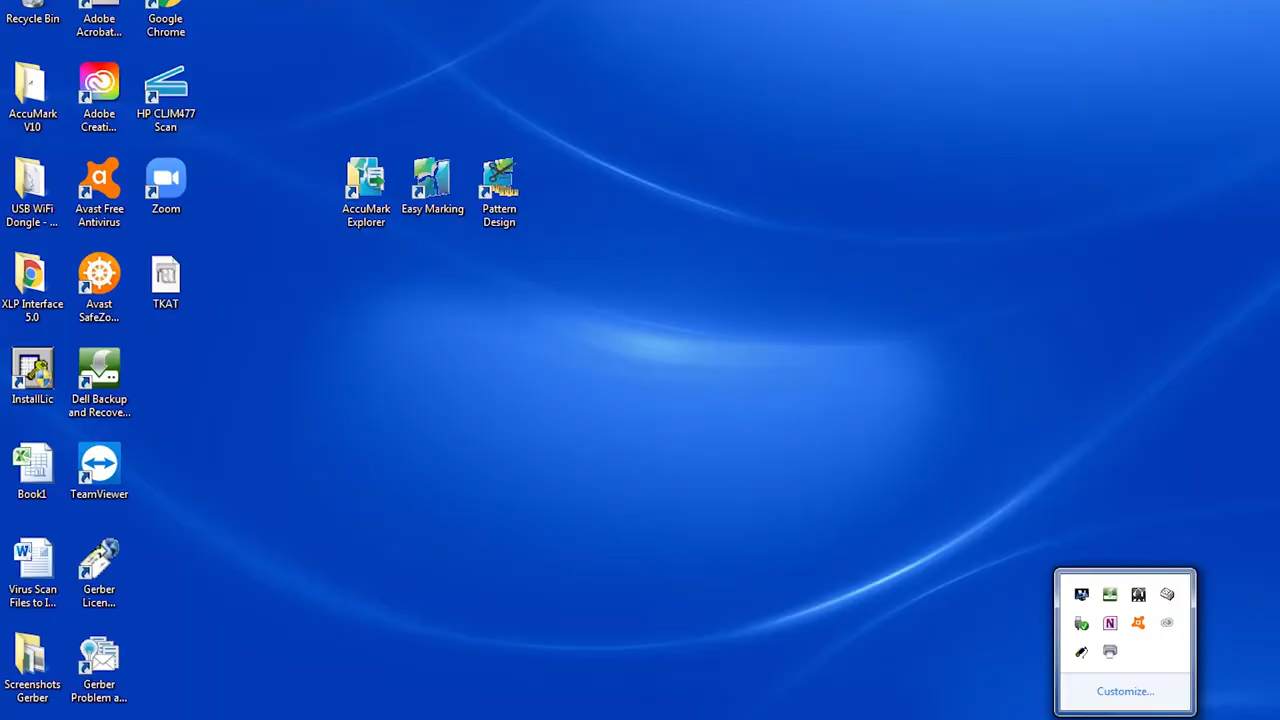 Recycle Bin
Adobe
Acrobat...
Google
Chrome
AccuMark
V10
Adobe
Creati...
HP CLJM477
Scan
USB WiFi
Dongle - ...
Avast Free
Antivirus
Zoom
AccuMark
Explorer
Easy Marking
Pattern
Design
XLP Interface
5.0
Avast
SafeZo...
TKAT
InstallLic
Dell Backup
and Recove...
Book1
TeamViewer
Virus Scan
Files to I...
Gerber
Licen...
Screenshots
Gerber
Gerber
Problem a...
Customize...